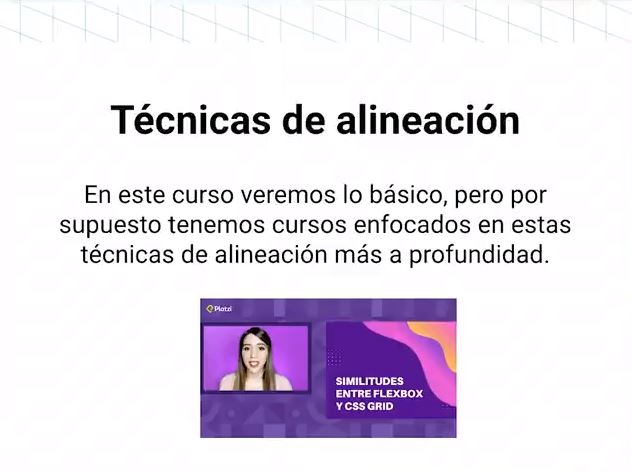 Técnicas de alineación
En este curso veremos lo básico, pero por
supuesto tenemos cursos enfocados en estas
técnicas de alineación más a profundidad.
Platzi
SIMILITUDES
ENTRE FLEXBOX
Y CSS GRID